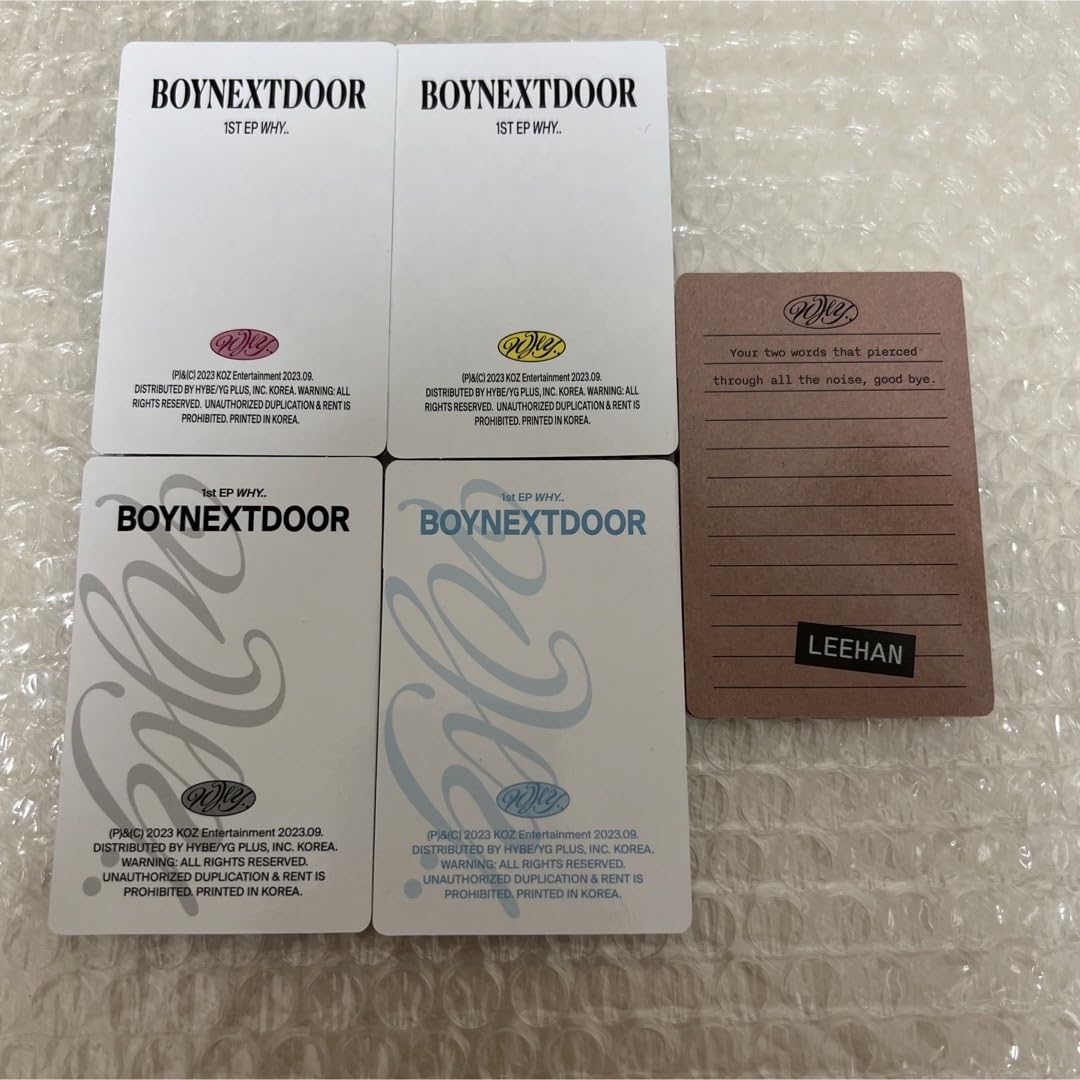 BOYNEXTDOOR
1ST EP WHY..
Why..
(P)&(C) 2023 KOZ Entertainment 2023.09.
DISTRIBUTED BY HYBE/YG PLUS, INC. KOREA. WARNING: ALL
RIGHTS RESERVED. UNAUTHORIZED DUPLICATION & RENT IS
PROHIBITED. PRINTED IN KOREA.
BOYNEXTDOOR
1ST EP WHY..
Why..
(P)&(C) 2023 KOZ Entertainment 2023.09.
DISTRIBUTED BY HYBE/YG PLUS, INC. KOREA. WARNING: ALL
RIGHTS RESERVED. UNAUTHORIZED DUPLICATION & RENT IS
PROHIBITED. PRINTED IN KOREA.
Why..
Your two words that pierced
through all the noise, good bye.
LEEHAN
1st EP WHY..
BOYNEXTDOOR
Why..
Why..
(P)&(C) 2023 KOZ Entertainment 2023.09.
DISTRIBUTED BY HYBE/YG PLUS, INC. KOREA.
WARNING: ALL RIGHTS RESERVED.
UNAUTHORIZED DUPLICATION & RENT IS
PROHIBITED. PRINTED IN KOREA.
1st EP WHY..
BOYNEXTDOOR
Why..
Why..
(P)&(C) 2023 KOZ Entertainment 2023.09.
DISTRIBUTED BY HYBE/YG PLUS, INC. KOREA.
WARNING: ALL RIGHTS RESERVED.
UNAUTHORIZED DUPLICATION & RENT IS
PROHIBITED. PRINTED IN KOREA.